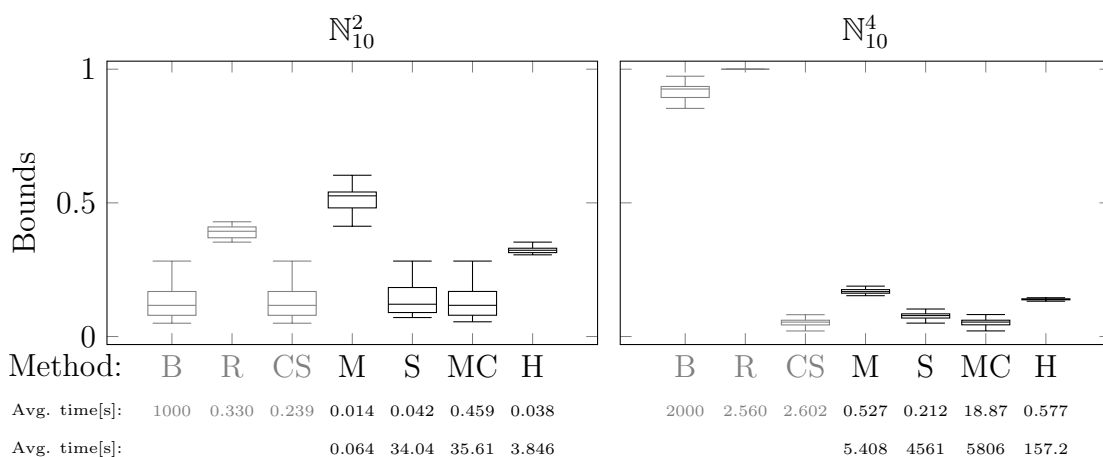 ℕ²₁₀ ℕ⁴₁₀
1
0.5
0
Bounds
Method: B R CS M S MC H B R CS M S MC H
Avg. time[s]: 1000 0.330 0.239 0.014 0.042 0.459 0.038 2000 2.560 2.602 0.527 0.212 18.87 0.577
Avg. time[s]: 0.064 34.04 35.61 3.846 5.408 4561 5806 157.2